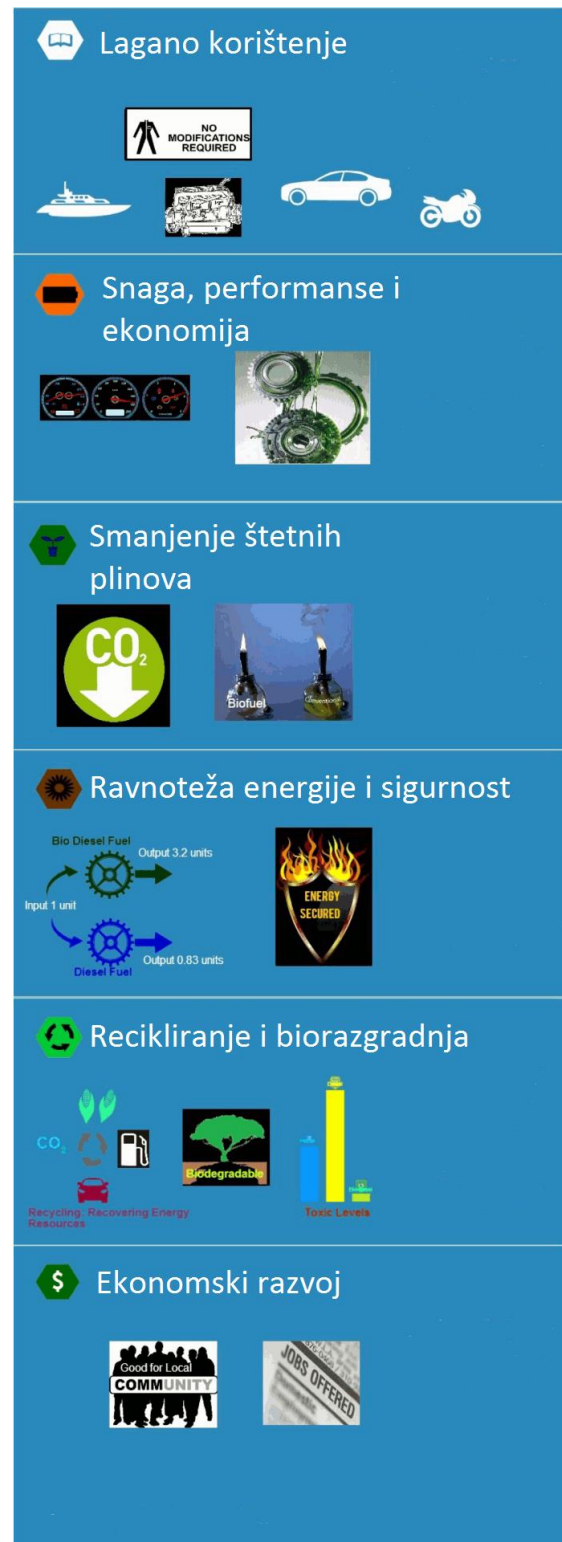 Lagano korištenje
NO
MODIFICATIONS
REQUIRED
Snaga, performanse i
ekonomija
Smanjenje štetnih
plinova
CO2
Biofuel
Ravnoteža energije i sigurnost
Bio Diesel Fuel
Output 3.2 units
Input 1 unit
Output 0.83 units
Diesel Fuel
ENERGY
SECURED
Recikliranje i biorazgradnja
CO2
Biodegradable
Recycling: Recovering Energy
Resources
Toxic Levels
$ Ekonomski razvoj
Good for Local
COMMUNITY
JOBS OFFERED